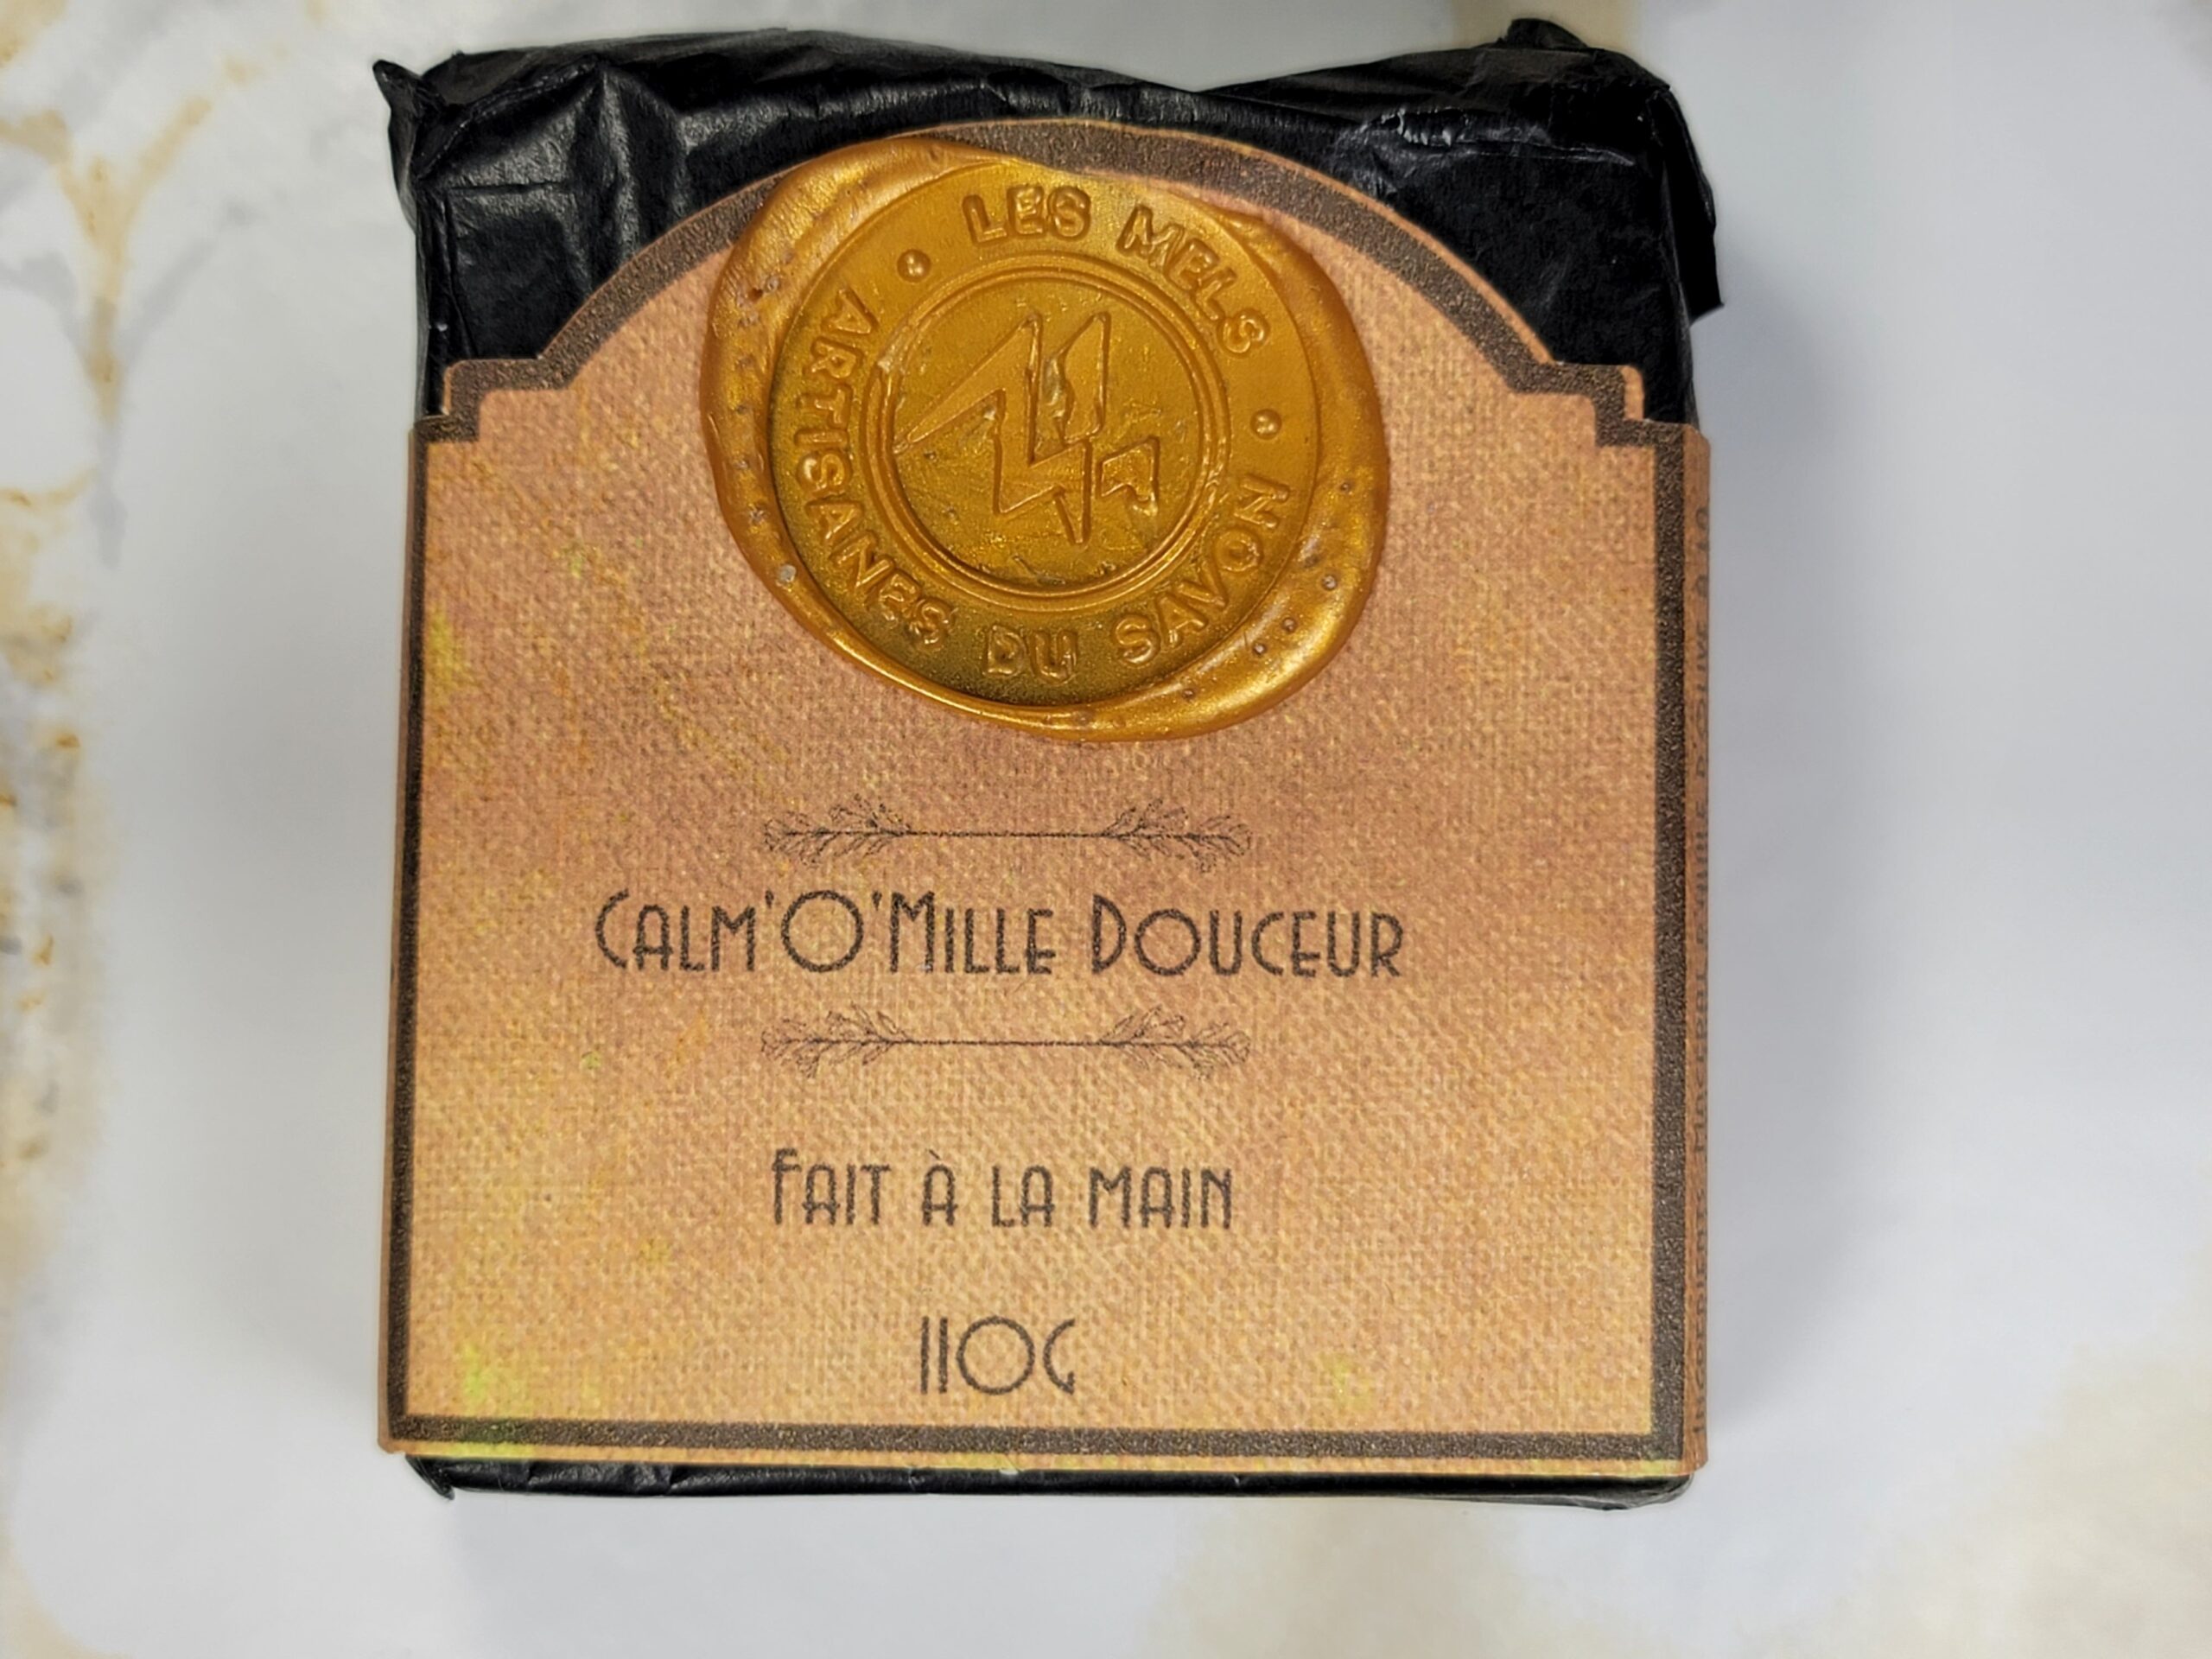 LES MELS
ARTISANES DU SAVON
CALM'O'MILLE DOUCEUR
FAIT À LA MAIN
110G